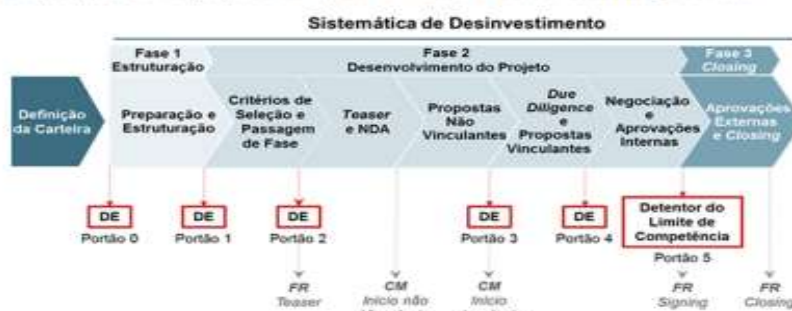 Sistemática de Desinvestimento
Fase 1
Estruturação
Fase 2
Desenvolvimento do Projeto
Fase 3
Closing
Definição
da Carteira
Preparação e
Estruturação
Critérios de
Seleção e
Passagem
de Fase
Teaser
e NDA
Propostas
Não
Vinculantes
Due
Diligence
e
Propostas
Vinculantes
Negociação
e
Aprovações
Internas
Aprovações
Externas
e Closing
DE
Portão 0
DE
Portão 1
DE
Portão 2
DE
Portão 3
DE
Portão 4
Detentor do
Limite de
Competência
Portão 5
FR
Teaser
CM
Início não
CM
Início
FR
Signing
FR
Closing